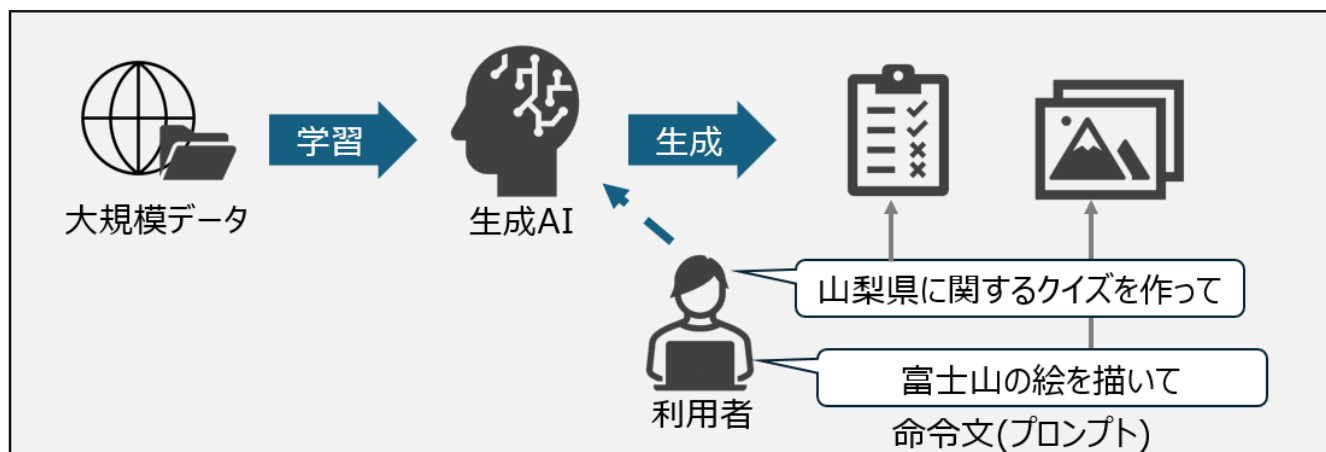 学習
生成
大規模データ
生成AI
山梨県に関するクイズを作って
富士山の絵を描いて
利用者
命令文(プロンプト)